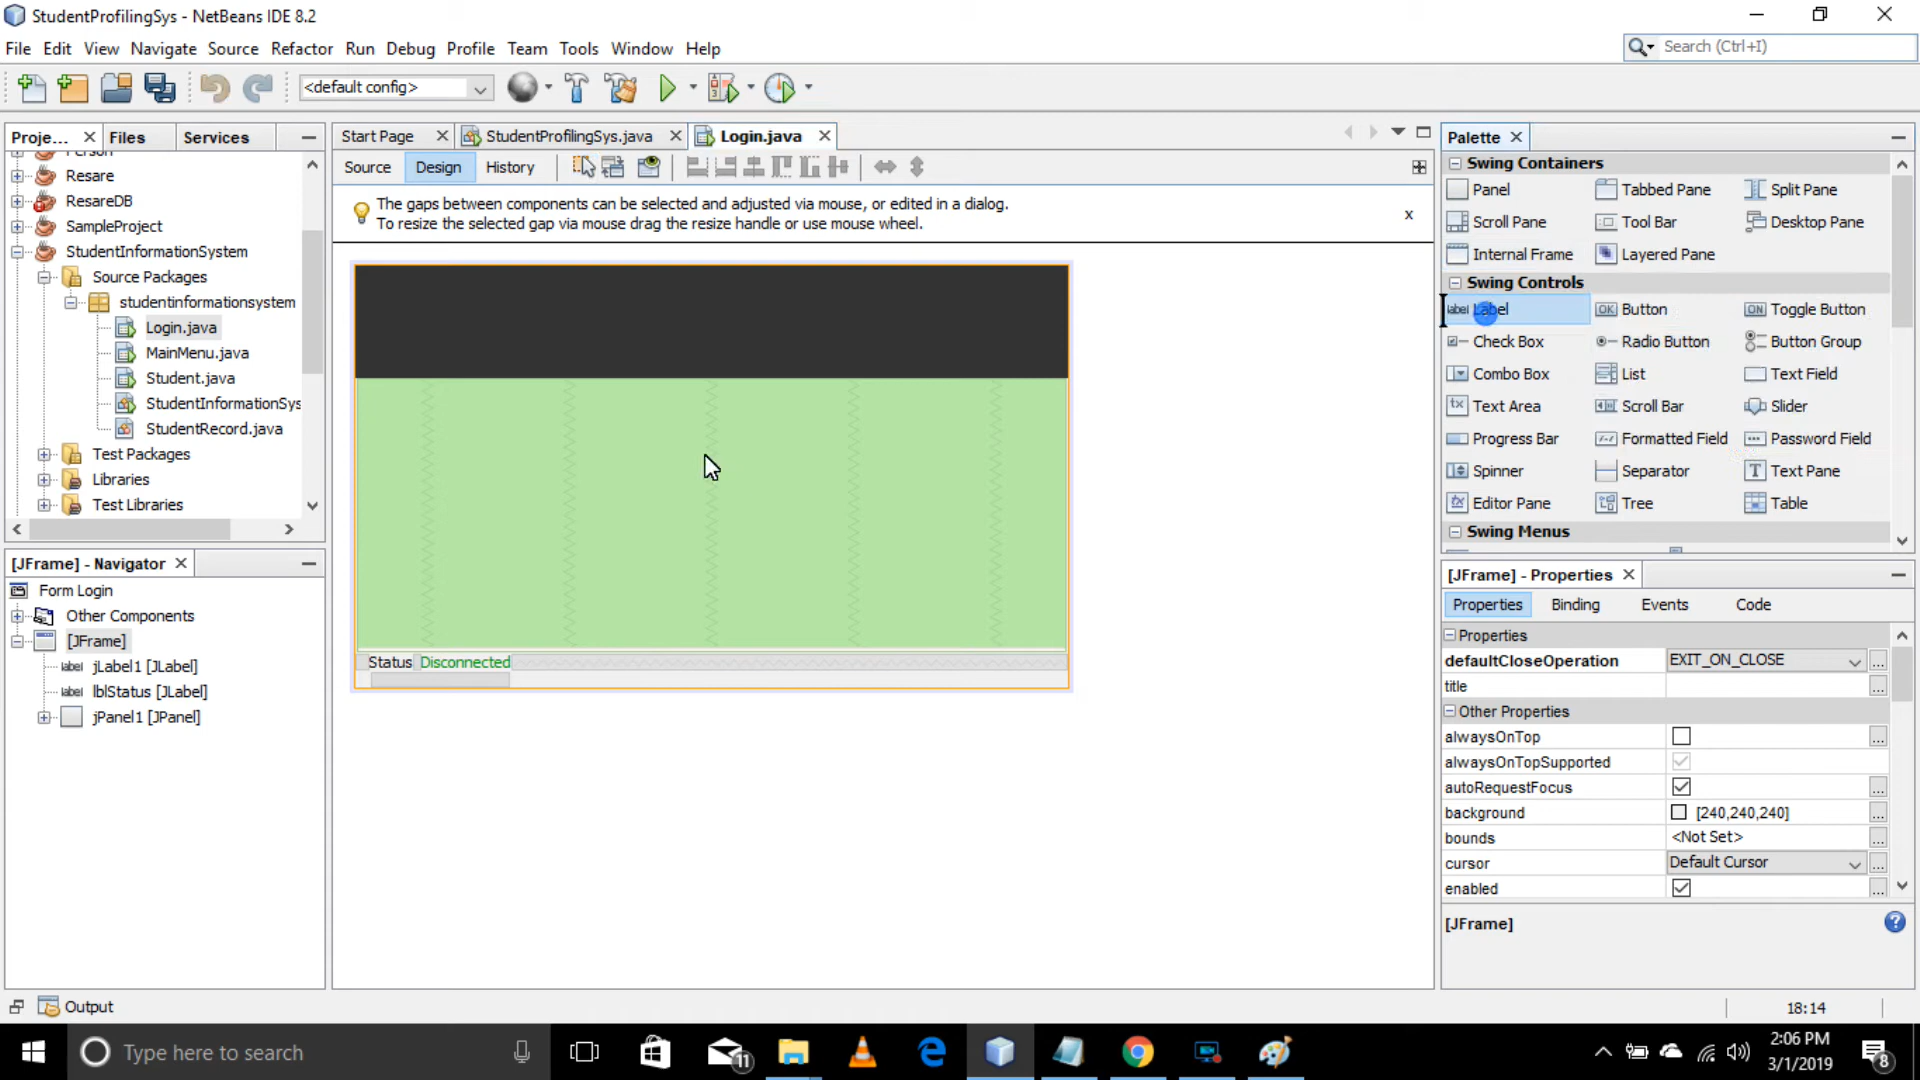 StudentProfilingSys - NetBeans IDE 8.2
File Edit View Navigate Source Refactor Run Debug Profile Team Tools Window Help
Search (Ctrl+I)
<default config>
Proje... Files Services
Resare
ResareDB
SampleProject
StudentInformationSystem
Source Packages
studentinformationsystem
Login.java
MainMenu.java
Student.java
StudentInformationSys
StudentRecord.java
Test Packages
Libraries
Test Libraries
[JFrame] - Navigator
Form Login
Other Components
[JFrame]
label jLabel1 [JLabel]
label lblStatus [JLabel]
jPanel1 [JPanel]
Start Page StudentProfilingSys.java Login.java
Source Design History
The gaps between components can be selected and adjusted via mouse, or edited in a dialog.
To resize the selected gap via mouse drag the resize handle or use mouse wheel.
x
Status Disconnected
Palette
Swing Containers
Panel Tabbed Pane Split Pane
Scroll Pane Tool Bar Desktop Pane
Internal Frame Layered Pane
Swing Controls
label Label OK Button ON Toggle Button
Check Box Radio Button Button Group
Combo Box List Text Field
Text Area Scroll Bar Slider
Progress Bar Formatted Field Password Field
Spinner Separator Text Pane
Editor Pane Tree Table
Swing Menus
[JFrame] - Properties
Properties Binding Events Code
Properties
defaultCloseOperation EXIT_ON_CLOSE ...
title ...
Other Properties
alwaysOnTop ...
alwaysOnTopSupported
autoRequestFocus ...
background [240,240,240] ...
bounds <Not Set> ...
cursor Default Cursor ...
enabled ...
[JFrame]
Output
18:14
Type here to search
11
2:06 PM
3/1/2019
8